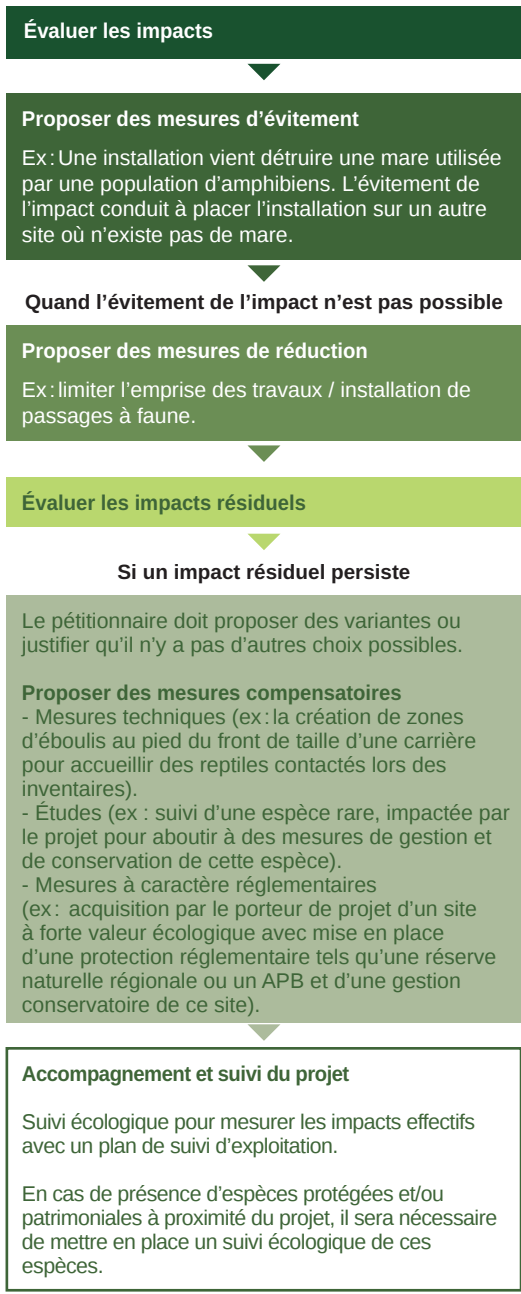 Évaluer les impacts
Proposer des mesures d'évitement
Ex : Une installation vient détruire une mare utilisée
par une population d'amphibiens. L'évitement de
l'impact conduit à placer l'installation sur un autre
site où n'existe pas de mare.
Quand l'évitement de l'impact n'est pas possible
Proposer des mesures de réduction
Ex : limiter l'emprise des travaux / installation de
passages à faune.
Évaluer les impacts résiduels
Si un impact résiduel persiste
Le pétitionnaire doit proposer des variantes ou
justifier qu'il n'y a pas d'autres choix possibles.
Proposer des mesures compensatoires
- Mesures techniques (ex : la création de zones
d'éboulis au pied du front de taille d'une carrière
pour accueillir des reptiles contactés lors des
inventaires).
- Études (ex : suivi d'une espèce rare, impactée par
le projet pour aboutir à des mesures de gestion et
de conservation de cette espèce).
- Mesures à caractère réglementaires
(ex : acquisition par le porteur de projet d'un site
à forte valeur écologique avec mise en place
d'une protection réglementaire tels qu'une réserve
naturelle régionale ou un APB et d'une gestion
conservatoire de ce site).
Accompagnement et suivi du projet
Suivi écologique pour mesurer les impacts effectifs
avec un plan de suivi d'exploitation.
En cas de présence d'espèces protégées et/ou
patrimoniales à proximité du projet, il sera nécessaire
de mettre en place un suivi écologique de ces
espèces.